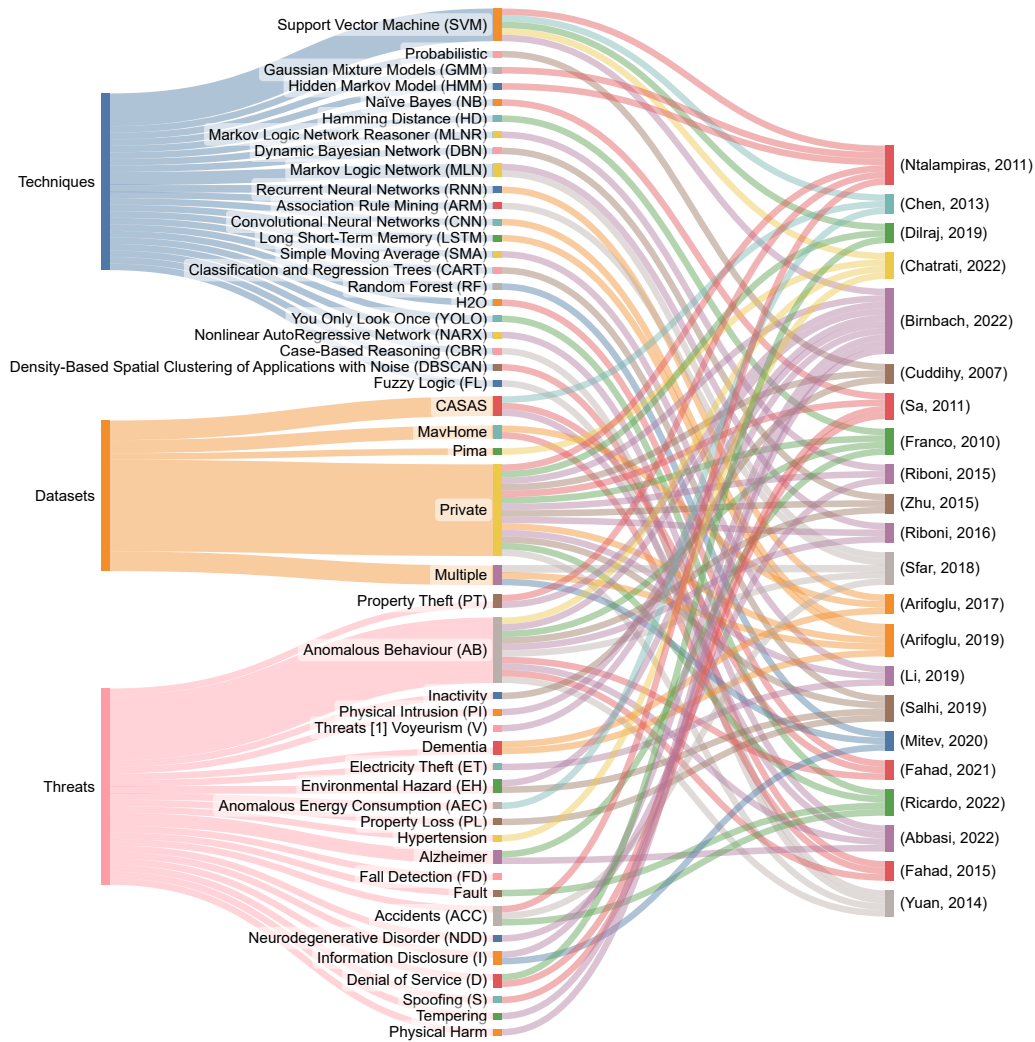 Techniques
Datasets
Threats
Support Vector Machine (SVM)
Probabilistic
Gaussian Mixture Models (GMM)
Hidden Markov Model (HMM)
Naïve Bayes (NB)
Hamming Distance (HD)
Markov Logic Network Reasoner (MLNR)
Dynamic Bayesian Network (DBN)
Markov Logic Network (MLN)
Recurrent Neural Networks (RNN)
Association Rule Mining (ARM)
Convolutional Neural Networks (CNN)
Long Short-Term Memory (LSTM)
Simple Moving Average (SMA)
Classification and Regression Trees (CART)
Random Forest (RF)
H2O
You Only Look Once (YOLO)
Nonlinear AutoRegressive Network (NARX)
Case-Based Reasoning (CBR)
Density-Based Spatial Clustering of Applications with Noise (DBSCAN)
Fuzzy Logic (FL)
CASAS
MavHome
Pima
Private
Multiple
Property Theft (PT)
Anomalous Behaviour (AB)
Inactivity
Physical Intrusion (PI)
Threats [1] Voyeurism (V)
Dementia
Electricity Theft (ET)
Environmental Hazard (EH)
Anomalous Energy Consumption (AEC)
Property Loss (PL)
Hypertension
Alzheimer
Fall Detection (FD)
Fault
Accidents (ACC)
Neurodegenerative Disorder (NDD)
Information Disclosure (I)
Denial of Service (D)
Spoofing (S)
Tempering
Physical Harm
(Ntalampiras, 2011)
(Chen, 2013)
(Dilraj, 2019)
(Chatrati, 2022)
(Birnbach, 2022)
(Cuddihy, 2007)
(Sa, 2011)
(Franco, 2010)
(Riboni, 2015)
(Zhu, 2015)
(Riboni, 2016)
(Sfar, 2018)
(Arifoglu, 2017)
(Arifoglu, 2019)
(Li, 2019)
(Salhi, 2019)
(Mitev, 2020)
(Fahad, 2021)
(Ricardo, 2022)
(Abbasi, 2022)
(Fahad, 2015)
(Yuan, 2014)